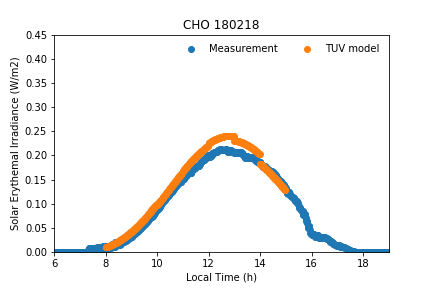 CHO 180218
Measurement
TUV model
Solar Erythemal Irradiance (W/m2)
0.45
0.40
0.35
0.30
0.25
0.20
0.15
0.10
0.05
0.00
6 8 10 12 14 16 18
Local Time (h)